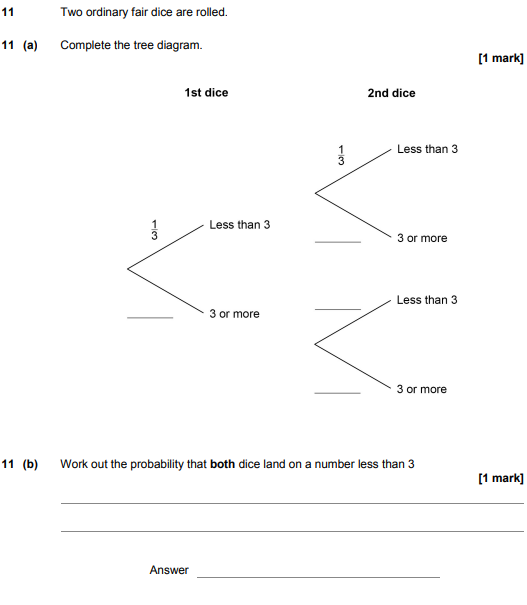 11 Two ordinary fair dice are rolled.
11 (a) Complete the tree diagram.
[1 mark]
1st dice 2nd dice
1/3 Less than 3
1/3 Less than 3
3 or more
Less than 3
3 or more
3 or more
11 (b) Work out the probability that both dice land on a number less than 3
[1 mark]
Answer